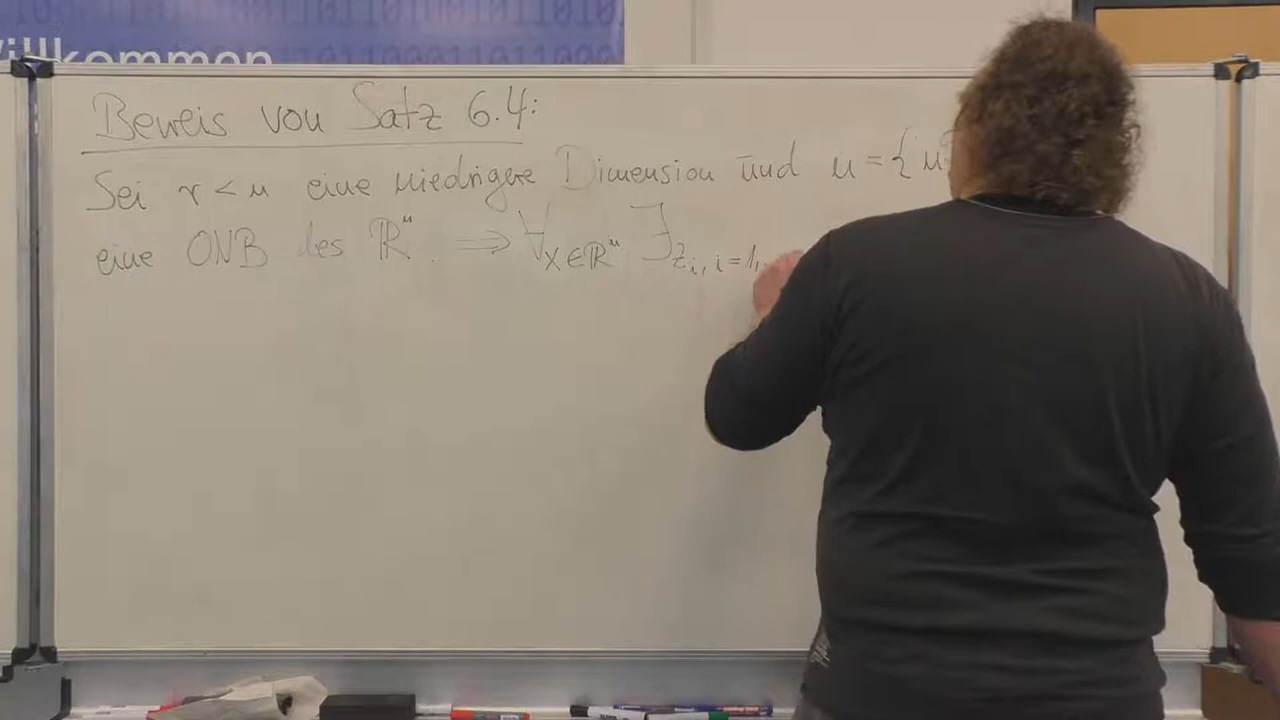 Willkommen
Beweis von Satz 6.4:
Sei r < n eine niedrigere Dimension und u = { u
eine ONB des ℝⁿ. ⟹ ∀ x ∈ ℝⁿ ∃ z_i, i = 1,